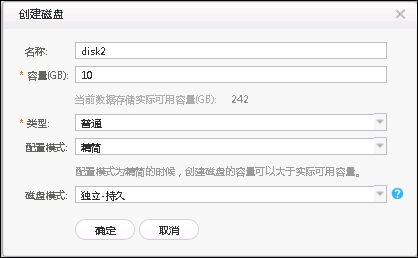 创建磁盘
名称: disk2
* 容量(GB): 10
当前数据存储实际可用容量(GB): 242
* 类型: 普通
配置模式: 精简
配置模式为精简的时候，创建磁盘的容量可以大于实际可用容量。
磁盘模式: 独立-持久 ?
确定 取消